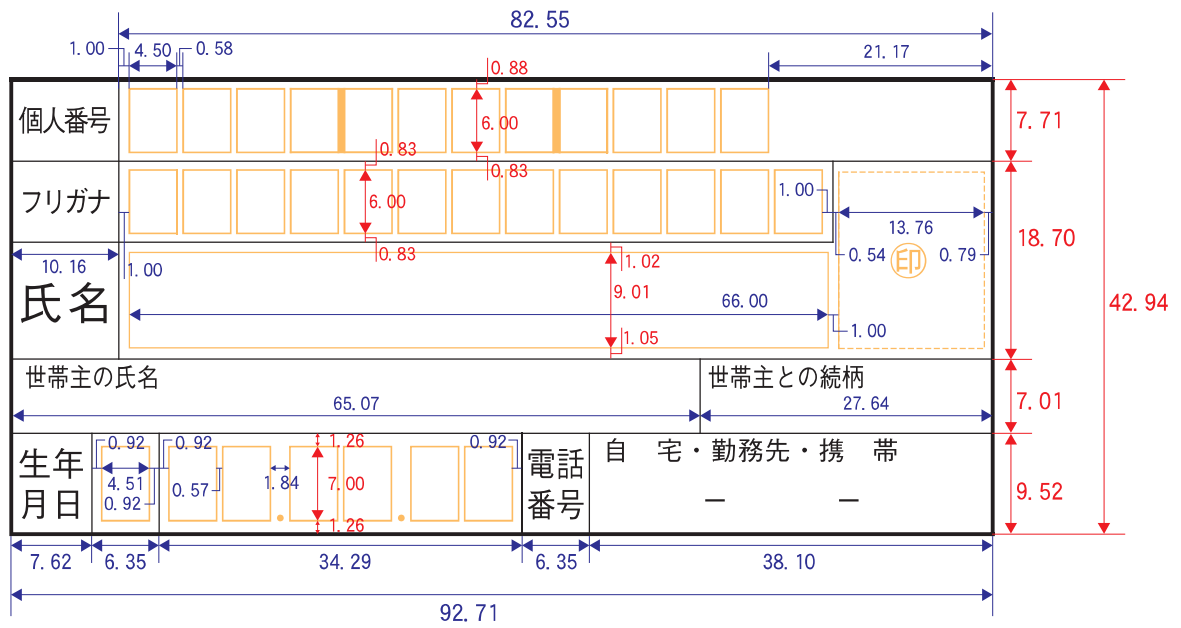 82.55
1.00 4.50 0.58 21.17
0.88
個人番号 6.00 7.71
0.83 0.83
フリガナ 6.00 1.00 13.76 18.70
0.83 0.54 0.79
10.16 1.00 1.02 印
氏名 9.01 66.00 42.94
1.05 1.00
世帯主の氏名 世帯主との続柄
65.07 27.64 7.01
生年 0.92 0.92 1.26 0.92 電話 自 宅・勤務先・携 帯
4.51 0.57 1.84 7.00 9.52
月日 0.92 1.26 番号 － －
7.62 6.35 34.29 6.35 38.10
92.71